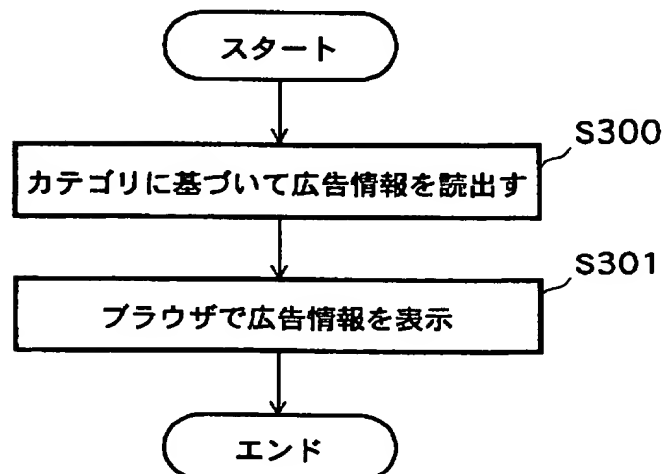 スタート
S300
カテゴリに基づいて広告情報を読出す
S301
ブラウザで広告情報を表示
エンド